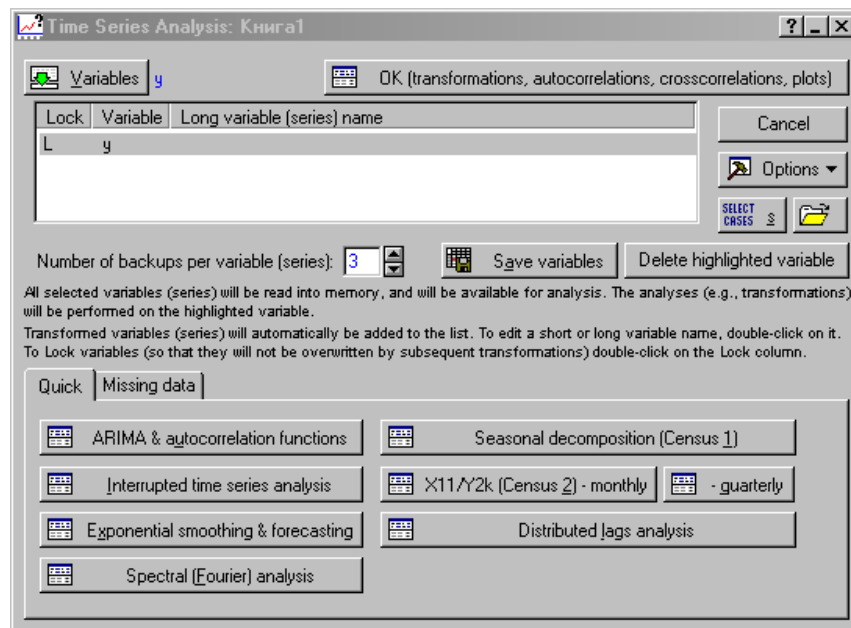 Time Series Analysis: Книга1
Variables y
OK (transformations, autocorrelations, crosscorrelations, plots)
Lock Variable Long variable (series) name
L y
Cancel
Options
SELECT CASES S
Number of backups per variable (series): 3
Save variables
Delete highlighted variable
All selected variables (series) will be read into memory, and will be available for analysis. The analyses (e.g., transformations)
will be performed on the highlighted variable.
Transformed variables (series) will automatically be added to the list. To edit a short or long variable name, double-click on it.
To Lock variables (so that they will not be overwritten by subsequent transformations) double-click on the Lock column.
Quick Missing data
ARIMA & autocorrelation functions
Seasonal decomposition (Census 1)
Interrupted time series analysis
X11/Y2k (Census 2) - monthly
- quarterly
Exponential smoothing & forecasting
Distributed lags analysis
Spectral (Fourier) analysis